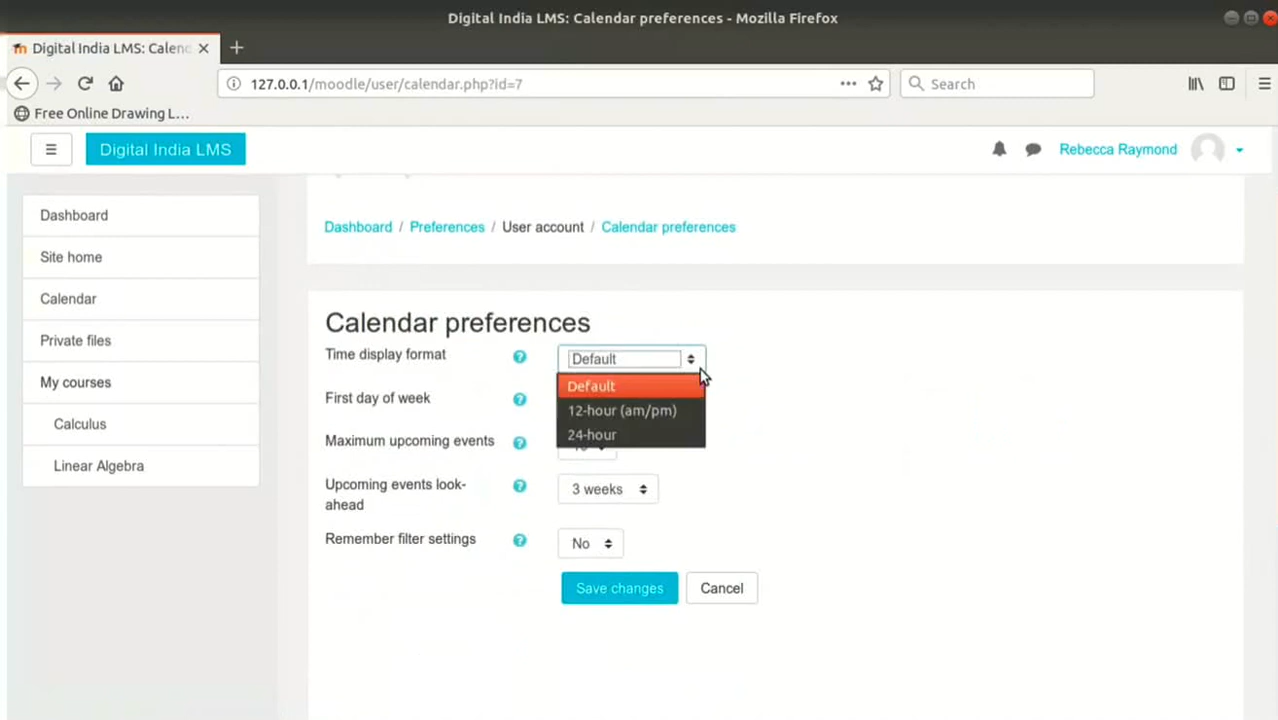 Digital India LMS: Calendar preferences - Mozilla Firefox
Digital India LMS: Calend
127.0.0.1/moodle/user/calendar.php?id=7
Search
Free Online Drawing L...
Digital India LMS
Rebecca Raymond
Dashboard
Site home
Calendar
Private files
My courses
Calculus
Linear Algebra
Dashboard / Preferences / User account / Calendar preferences
Calendar preferences
Time display format
Default
Default
12-hour (am/pm)
24-hour
First day of week
Maximum upcoming events
Upcoming events look-
ahead
3 weeks
Remember filter settings
No
Save changes
Cancel